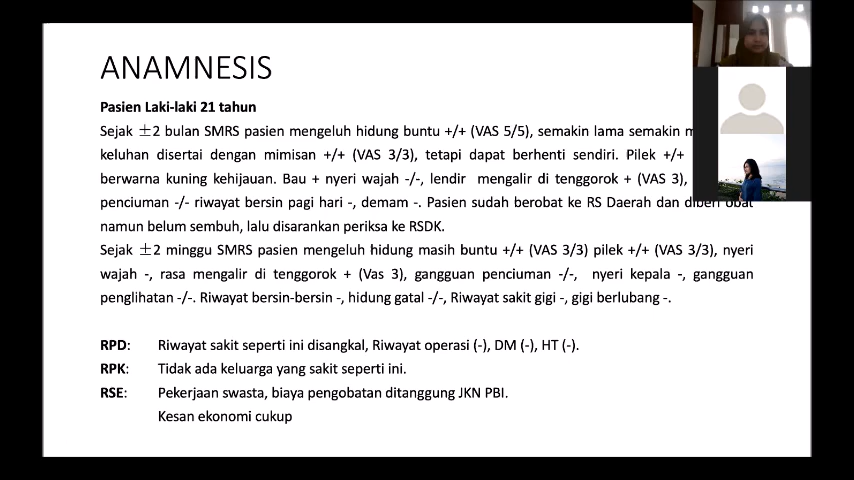 ANAMNESIS
Pasien Laki-laki 21 tahun
Sejak ±2 bulan SMRS pasien mengeluh hidung buntu +/+ (VAS 5/5), semakin lama semakin
keluhan disertai dengan mimisan +/+ (VAS 3/3), tetapi dapat berhenti sendiri. Pilek +/+
berwarna kuning kehijauan. Bau + nyeri wajah -/-, lendir mengalir di tenggorok + (VAS 3),
penciuman -/- riwayat bersin pagi hari -, demam -. Pasien sudah berobat ke RS Daerah dan diberi obat
namun belum sembuh, lalu disarankan periksa ke RSDK.
Sejak ±2 minggu SMRS pasien mengeluh hidung masih buntu +/+ (VAS 3/3) pilek +/+ (VAS 3/3), nyeri
wajah -, rasa mengalir di tenggorok + (Vas 3), gangguan penciuman -/-, nyeri kepala -, gangguan
penglihatan -/-. Riwayat bersin-bersin -, hidung gatal -/-, Riwayat sakit gigi -, gigi berlubang -.
RPD: Riwayat sakit seperti ini disangkal, Riwayat operasi (-), DM (-), HT (-).
RPK: Tidak ada keluarga yang sakit seperti ini.
RSE: Pekerjaan swasta, biaya pengobatan ditanggung JKN PBI.
Kesan ekonomi cukup